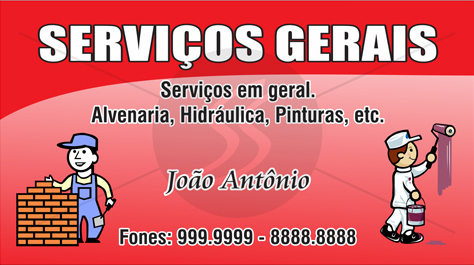 SERVIÇOS GERAIS
Serviços em geral.
Alvenaria, Hidráulica, Pinturas, etc.
João Antônio
Fones: 999.9999 - 8888.8888